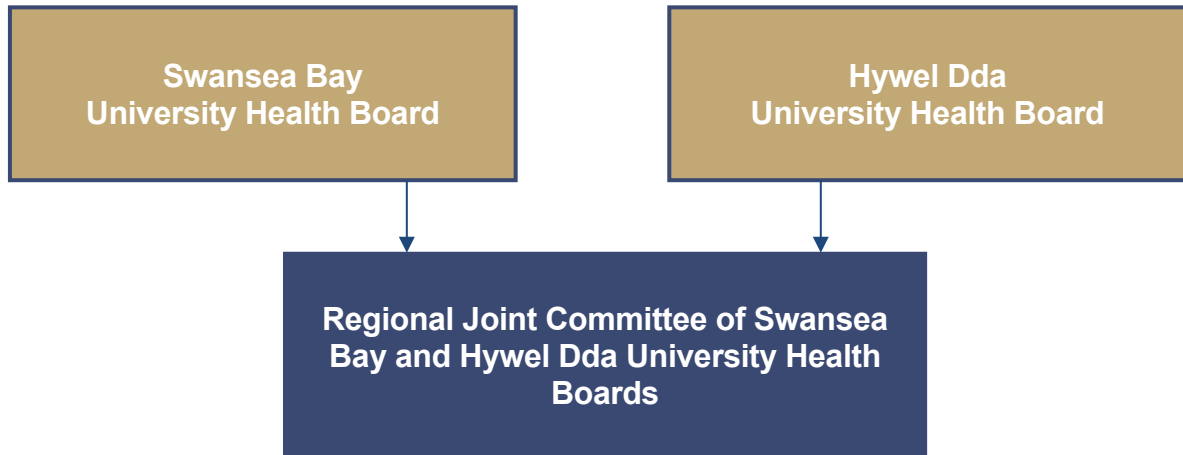 Swansea Bay
University Health Board
Hywel Dda
University Health Board
Regional Joint Committee of Swansea
Bay and Hywel Dda University Health
Boards